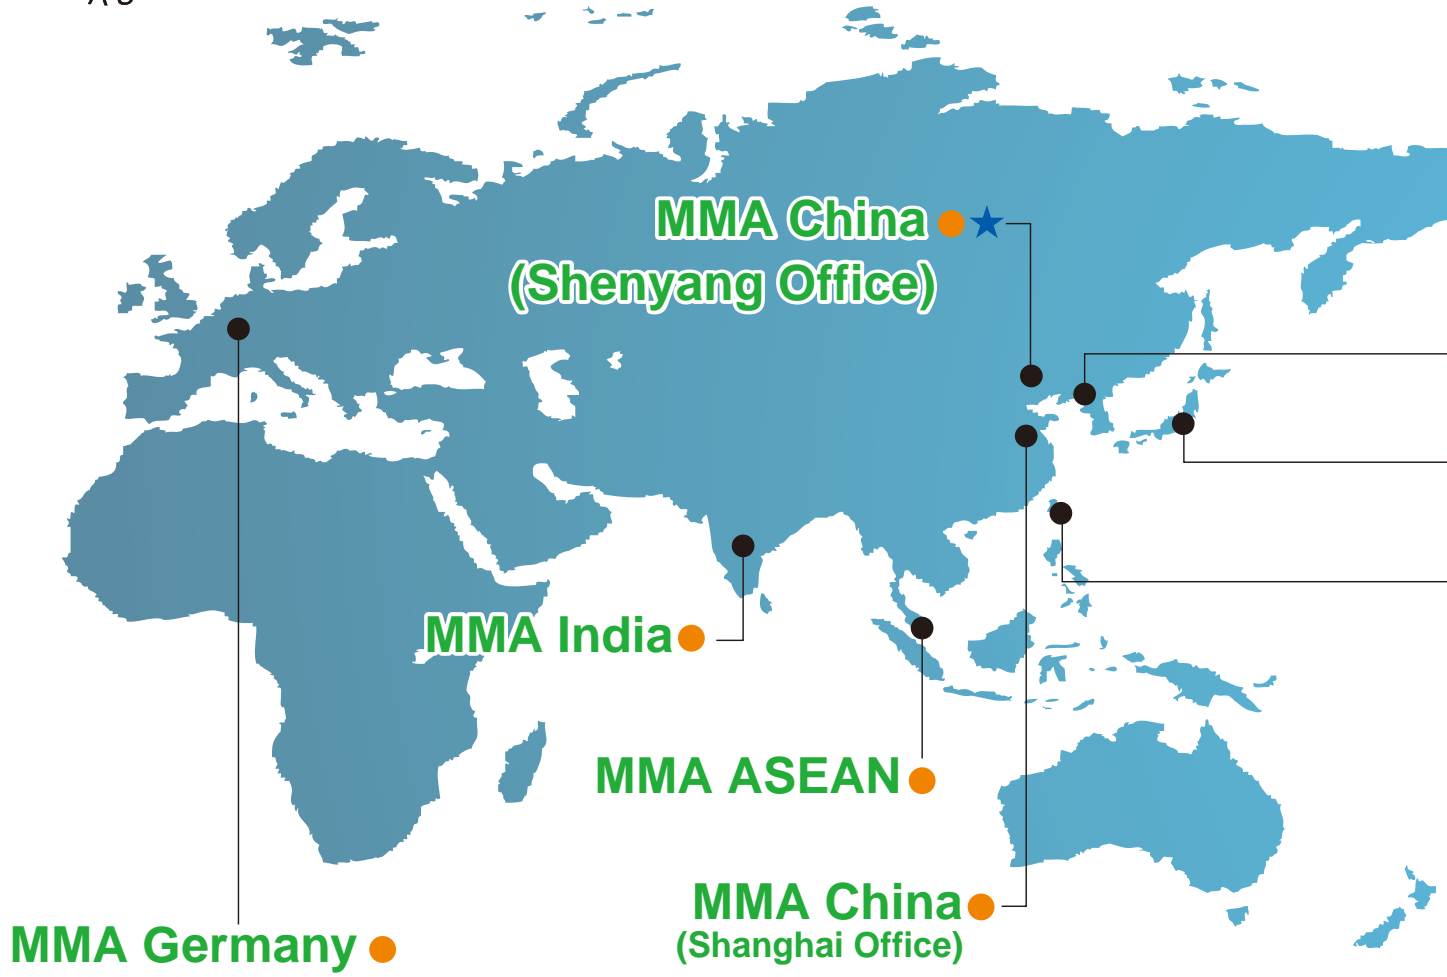 MMA China
(Shenyang Office)
MMA India
MMA ASEAN
MMA China
(Shanghai Office)
MMA Germany